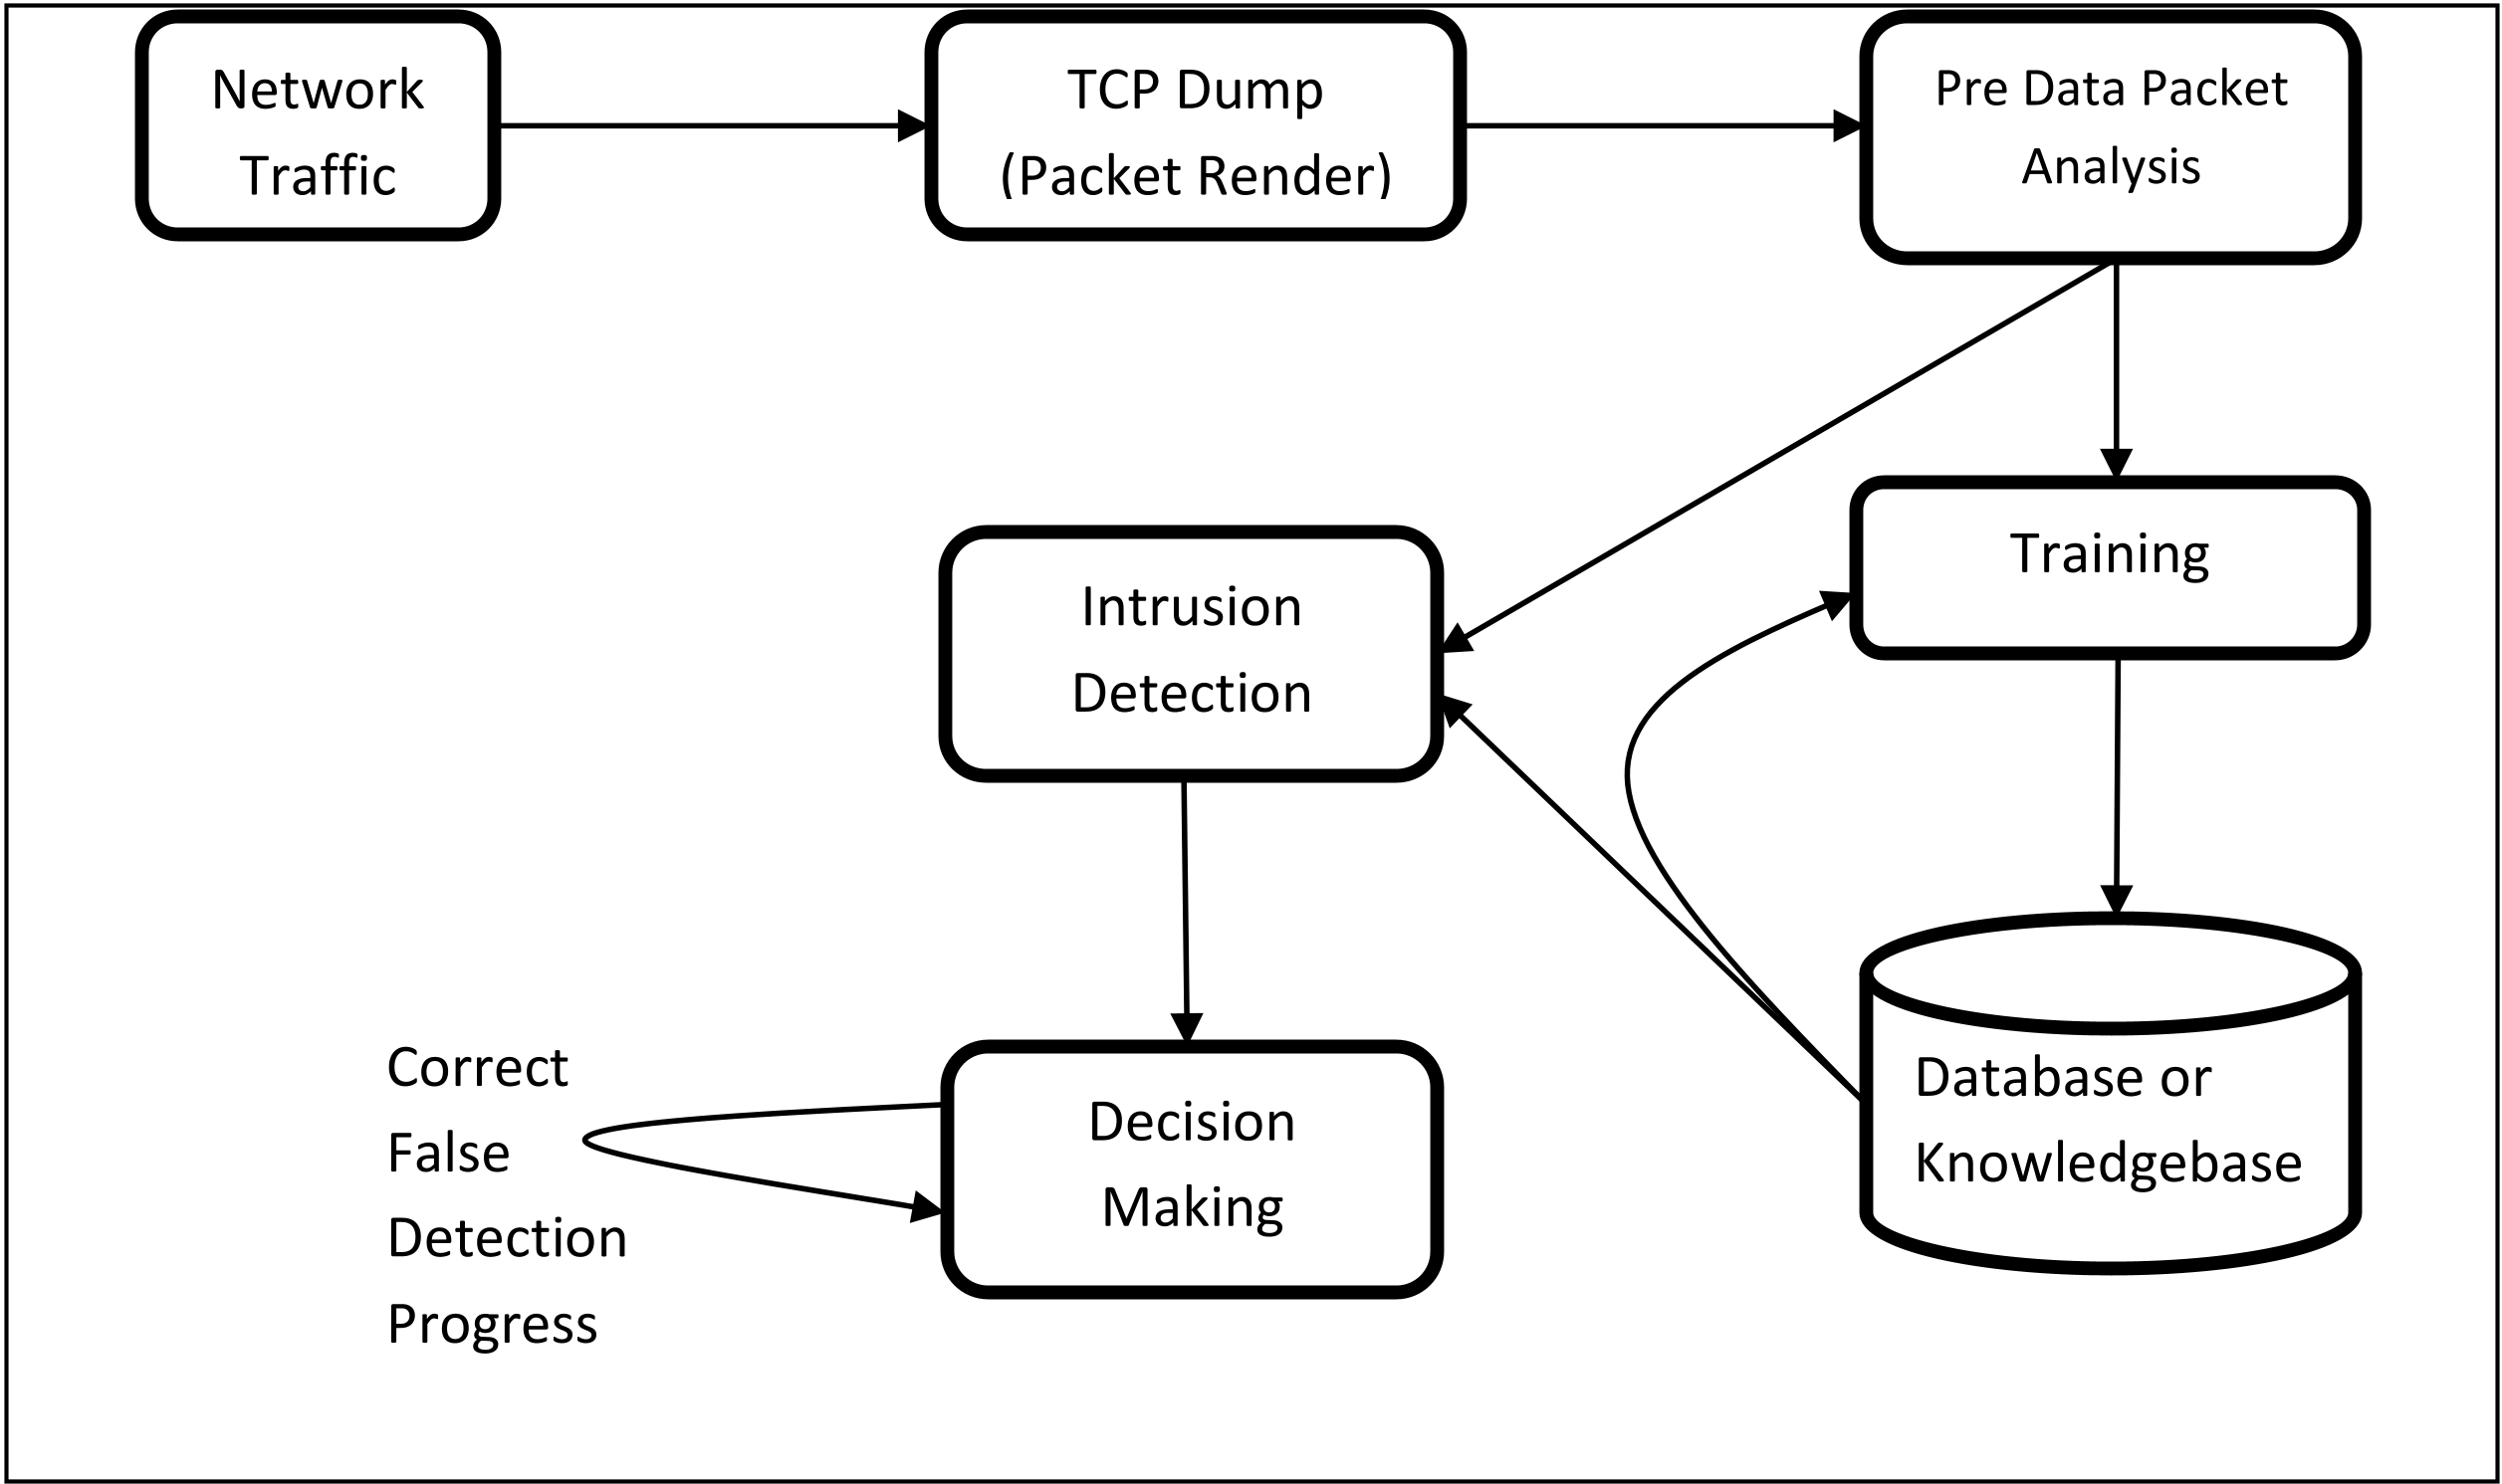 Network
Traffic
TCP Dump
(Packet Render)
Pre Data Packet
Analysis
Training
Intrusion
Detection
Database or
Knowledgebase
Decision
Making
Correct
False
Detection
Progress